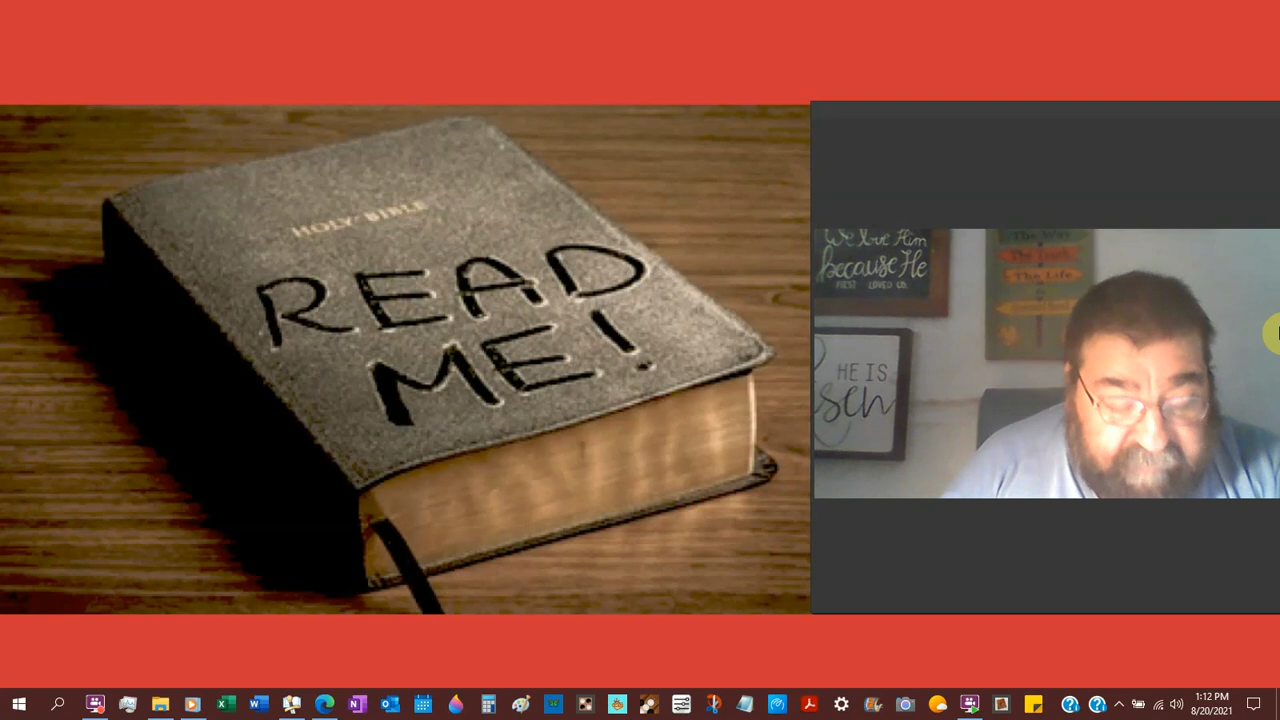 HOLY BIBLE
READ
ME!
We love Him
because He
FIRST LOVED US.
The Way
The Truth
The Life
HE IS
1:12 PM
8/20/2021